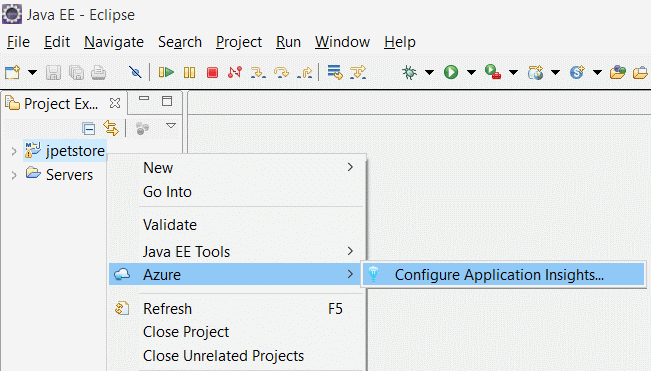 Java EE - Eclipse
File Edit Navigate Search Project Run Window Help
Project Ex...
jpetstore
Servers
New
Go Into
Validate
Java EE Tools
Azure
Configure Application Insights...
Refresh F5
Close Project
Close Unrelated Projects